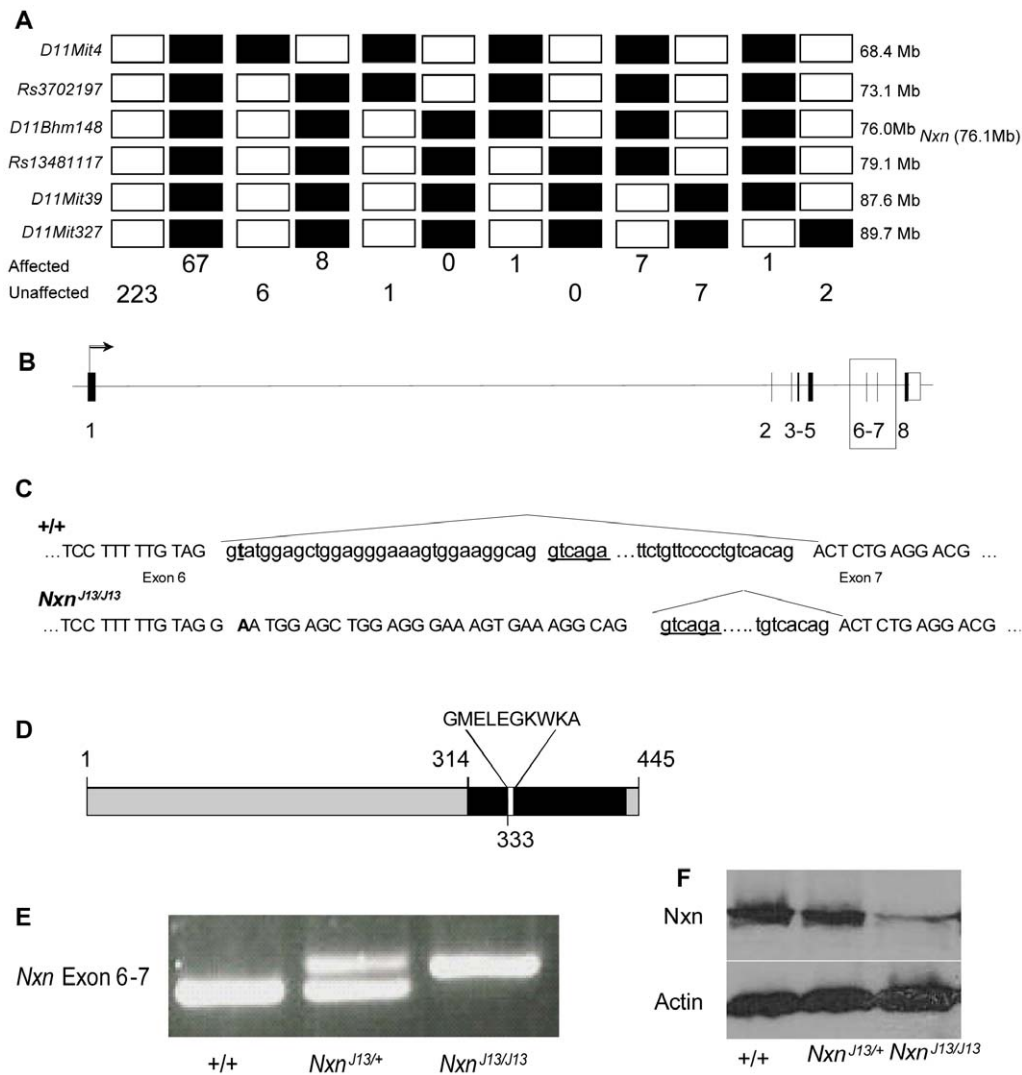 A
D11Mit4 68.4 Mb
Rs3702197 73.1 Mb
D11Bhm148 76.0Mb Nxn (76.1Mb)
Rs13481117 79.1 Mb
D11Mit39 87.6 Mb
D11Mit327 89.7 Mb
Affected 67 8 0 1 7 1
Unaffected 223 6 1 0 7 2
B
1 2 3-5 6-7 8
C
+/+
…TCC TTT TTG TAG gtatggagctggagggaaagtggaaggcag gtcaga …ttctgttcccctgtcacag ACT CTG AGG ACG …
Exon 6 Exon 7
Nxn J13/J13
…TCC TTT TTG TAG G AA TGG AGC TGG AGG GAA AGT GAA AGG CAG gtcaga…..tgtcacag ACT CTG AGG ACG …
D
GMELEGKWKA
1 314 445
333
E
Nxn Exon 6-7
+/+ Nxn J13/+ Nxn J13/J13
F
Nxn
Actin
+/+ Nxn J13/+ Nxn J13/J13